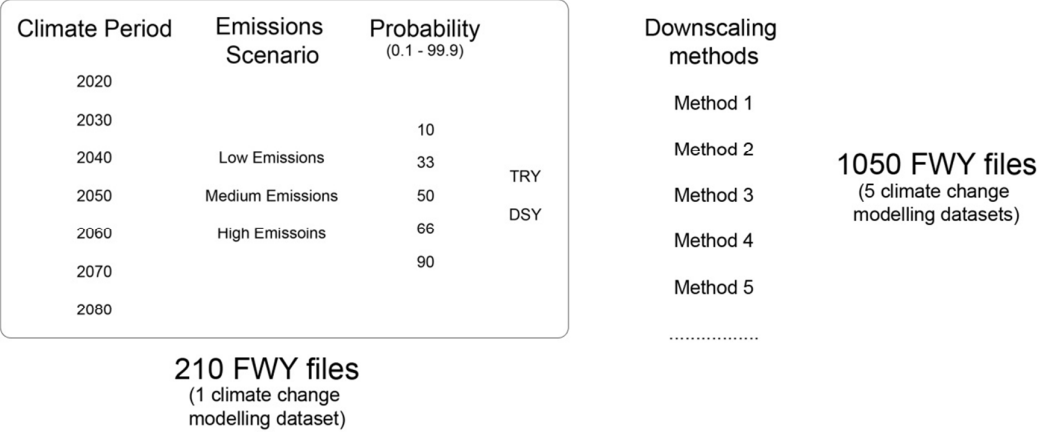 Climate Period
Emissions
Scenario
Probability
(0.1 - 99.9)
2020
2030
2040
2050
2060
2070
2080
Low Emissions
Medium Emissions
High Emissoins
10
33
50
66
90
TRY
DSY
210 FWY files
(1 climate change
modelling dataset)
Downscaling
methods
Method 1
Method 2
Method 3
Method 4
Method 5
.................
1050 FWY files
(5 climate change
modelling datasets)